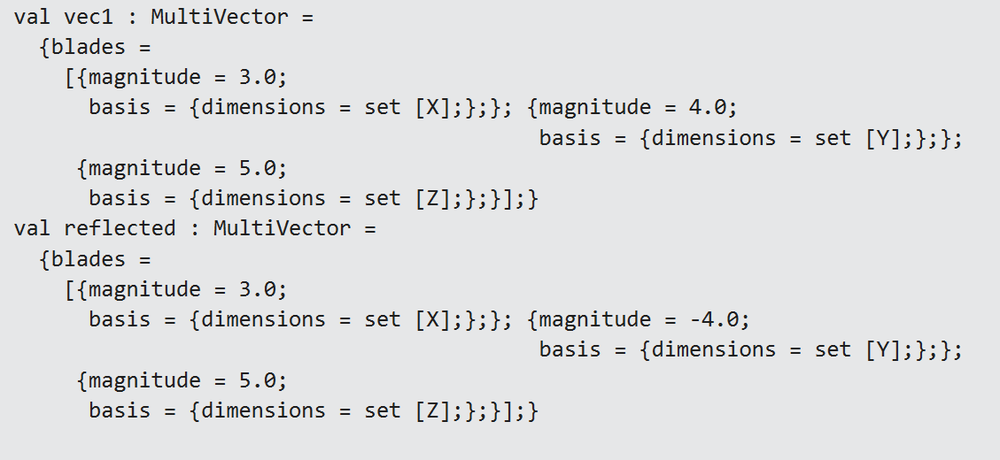 val vec1 : MultiVector =
  {blades =
    [{magnitude = 3.0;
      basis = {dimensions = set [X];};}; {magnitude = 4.0;
                                          basis = {dimensions = set [Y];};};
     {magnitude = 5.0;
      basis = {dimensions = set [Z];};}];}
val reflected : MultiVector =
  {blades =
    [{magnitude = 3.0;
      basis = {dimensions = set [X];};}; {magnitude = -4.0;
                                          basis = {dimensions = set [Y];};};
     {magnitude = 5.0;
      basis = {dimensions = set [Z];};}];}